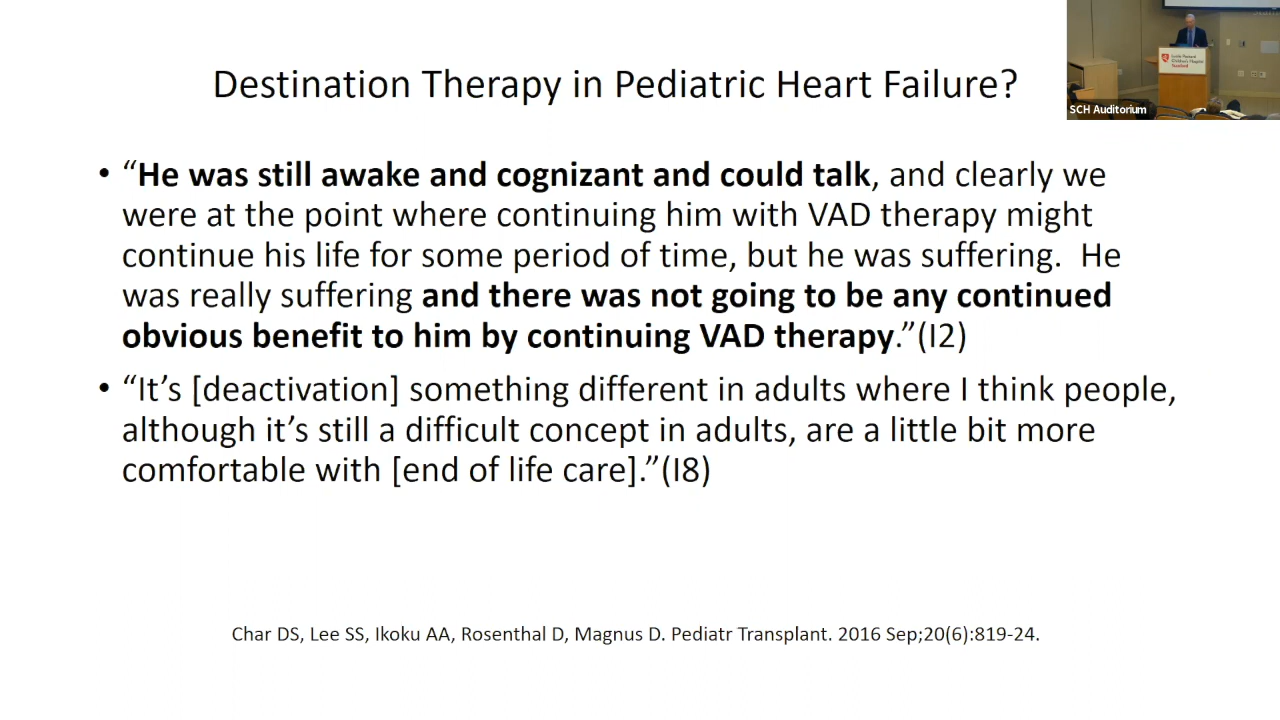 Destination Therapy in Pediatric Heart Failure?
SCH Auditorium
• “He was still awake and cognizant and could talk, and clearly we
were at the point where continuing him with VAD therapy might
continue his life for some period of time, but he was suffering.  He
was really suffering and there was not going to be any continued
obvious benefit to him by continuing VAD therapy.”(I2)
• “It’s [deactivation] something different in adults where I think people,
although it’s still a difficult concept in adults, are a little bit more
comfortable with [end of life care].”(I8)
Char DS, Lee SS, Ikoku AA, Rosenthal D, Magnus D. Pediatr Transplant. 2016 Sep;20(6):819-24.